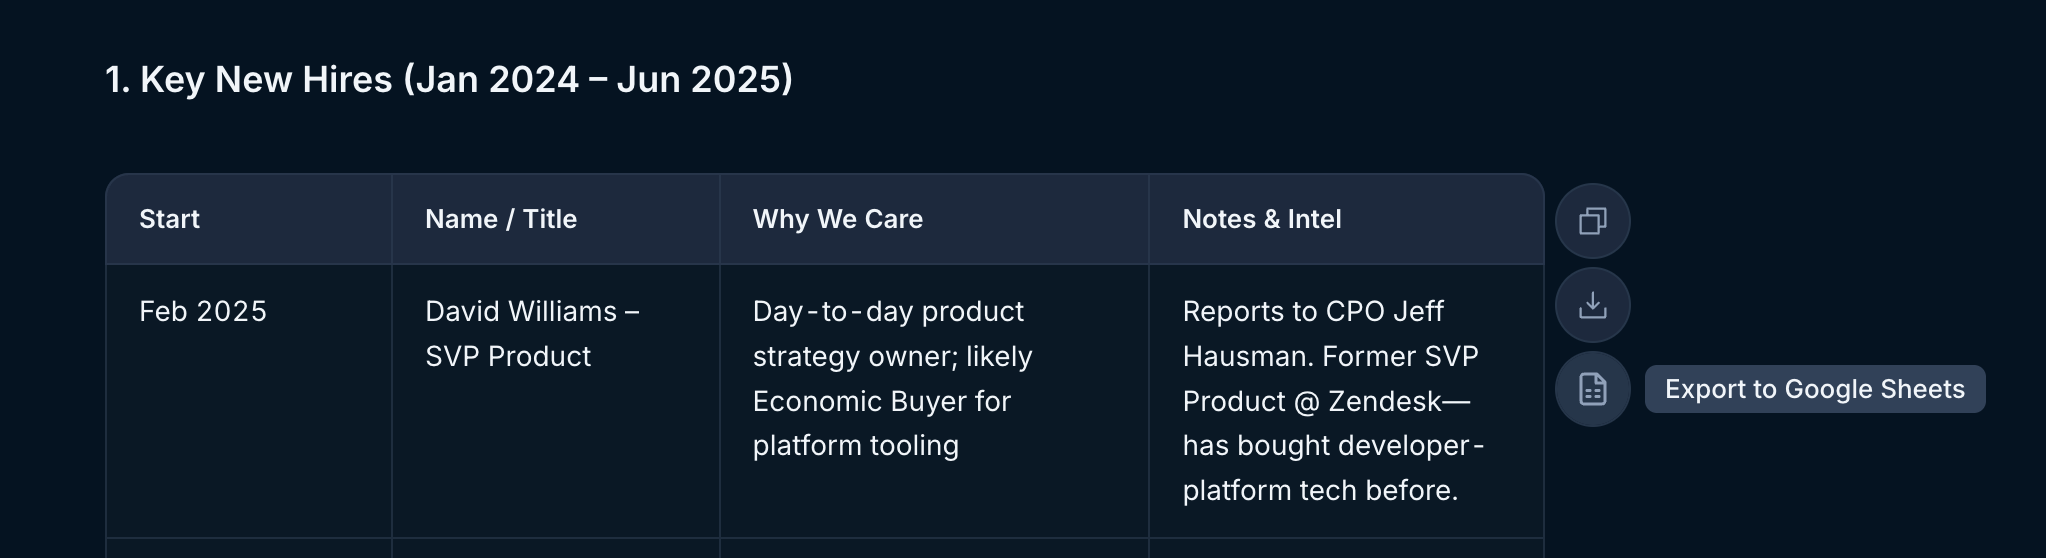 1. Key New Hires (Jan 2024 – Jun 2025)
Start
Name / Title
Why We Care
Notes & Intel
Feb 2025
David Williams –
SVP Product
Day-to-day product
strategy owner; likely
Economic Buyer for
platform tooling
Reports to CPO Jeff
Hausman. Former SVP
Product @ Zendesk—
has bought developer-
platform tech before.
Export to Google Sheets